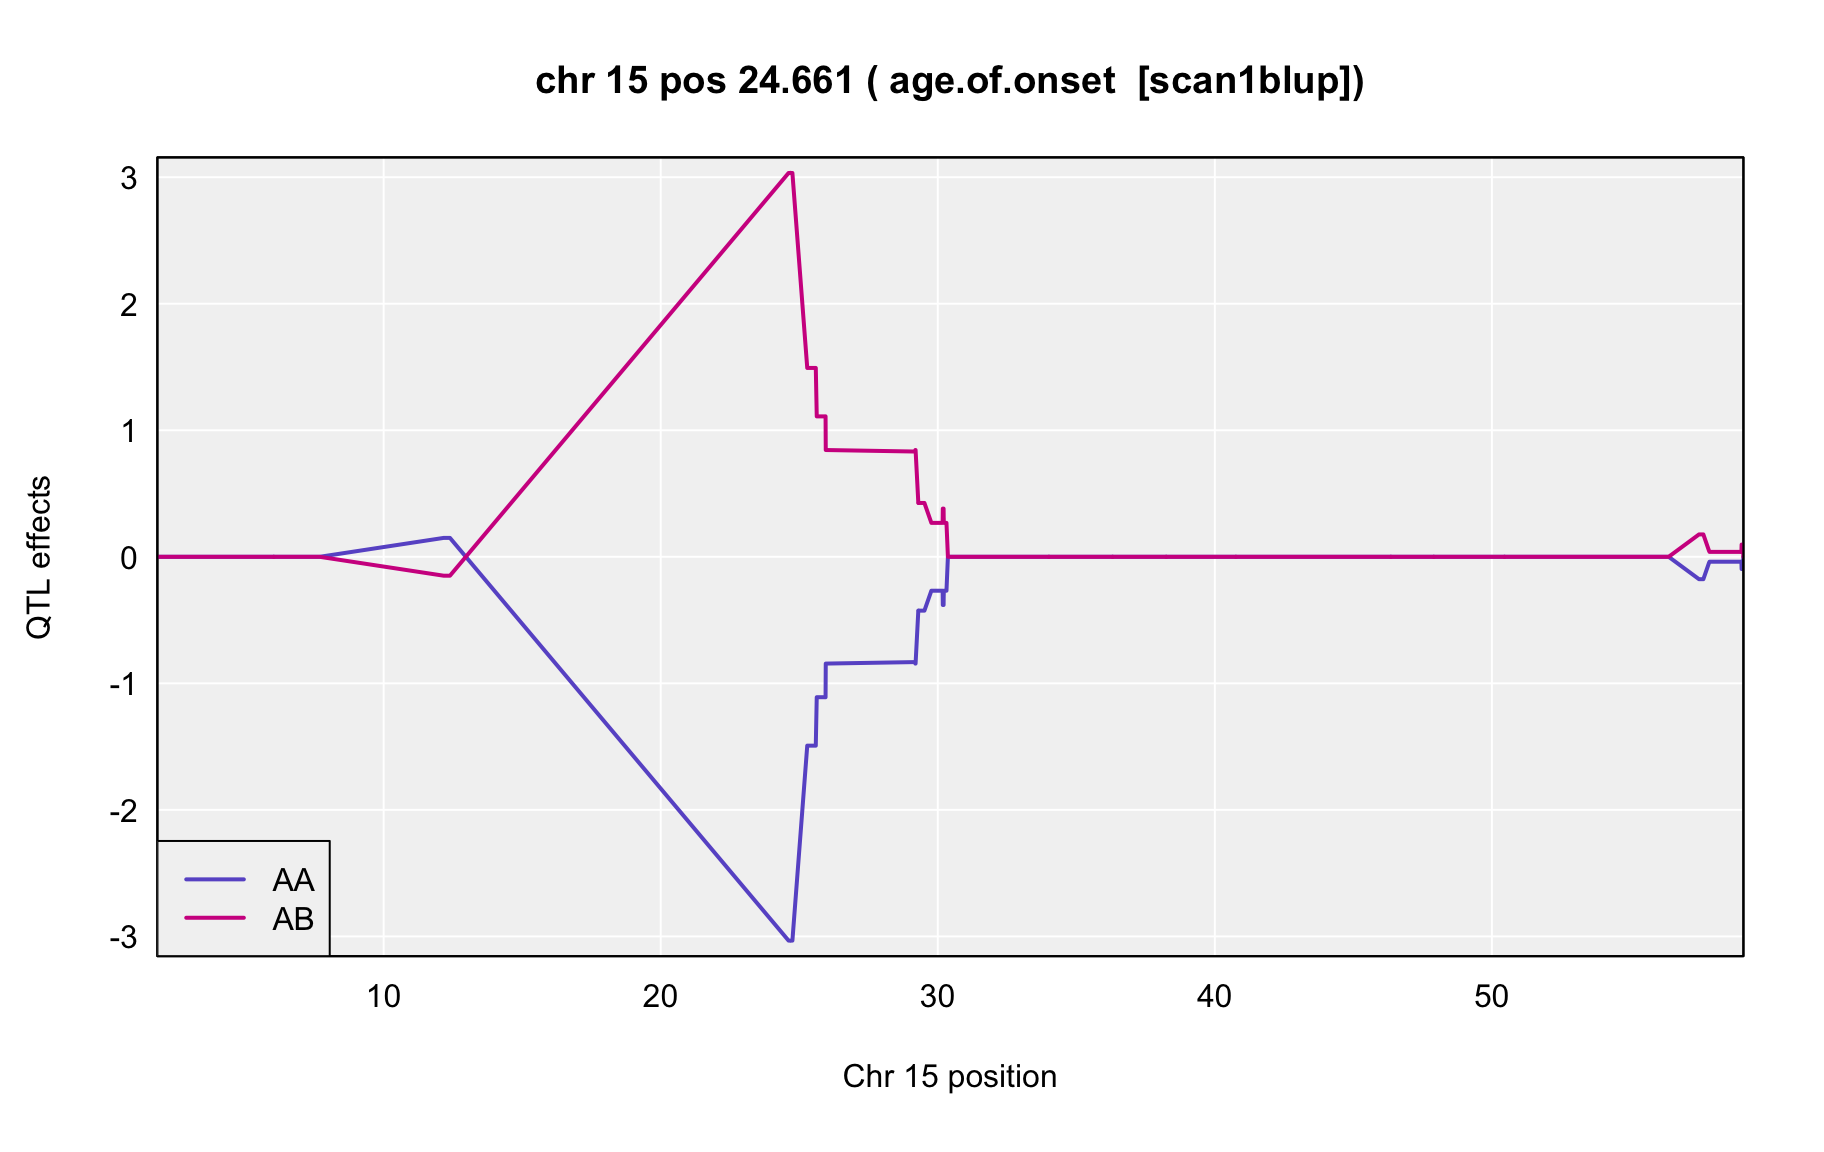 chr 15 pos 24.661 ( age.of.onset  [scan1blup])
QTL effects
3
2
1
0
-1
-2
-3
AA
AB
10 20 30 40 50
Chr 15 position